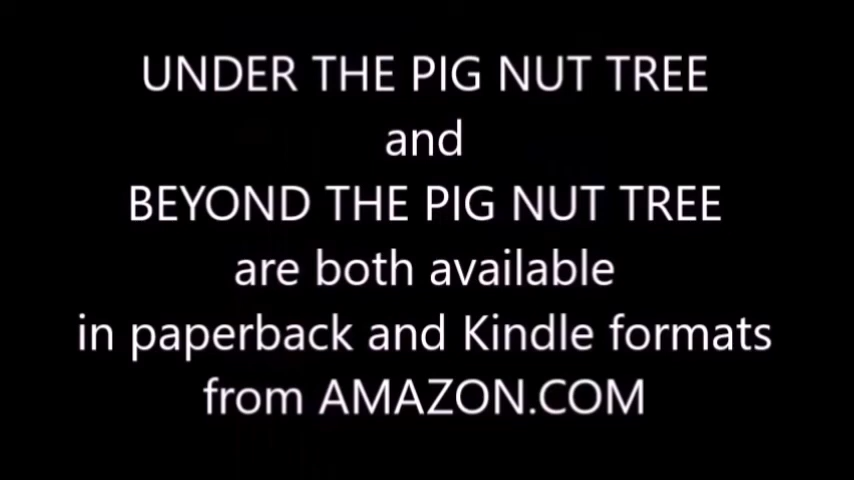 UNDER THE PIG NUT TREE
and
BEYOND THE PIG NUT TREE
are both available
in paperback and Kindle formats
from AMAZON.COM